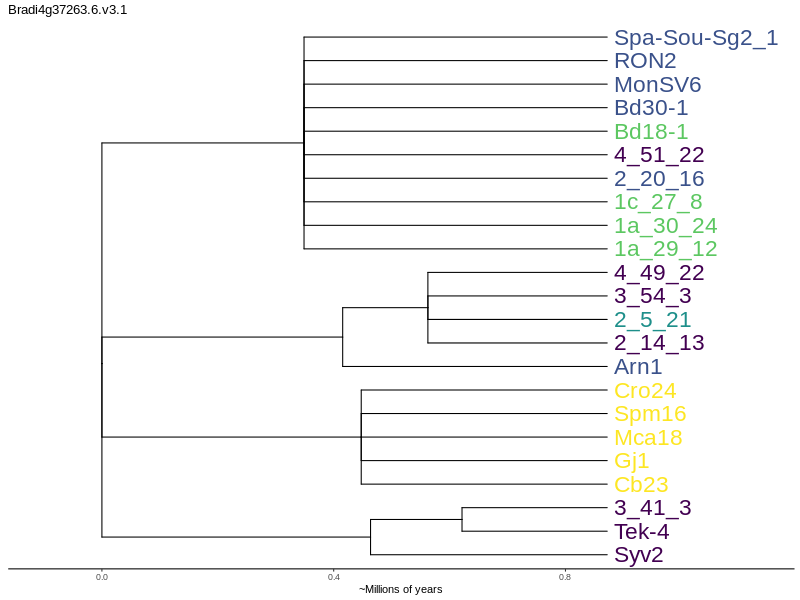 Bradi4g37263.6.v3.1
Spa-Sou-Sg2_1
RON2
MonSV6
Bd30-1
Bd18-1
4_51_22
2_20_16
1c_27_8
1a_30_24
1a_29_12
4_49_22
3_54_3
2_5_21
2_14_13
Arn1
Cro24
Spm16
Mca18
Gj1
Cb23
3_41_3
Tek-4
Syv2
0.0 0.4 0.8
~Millions of years